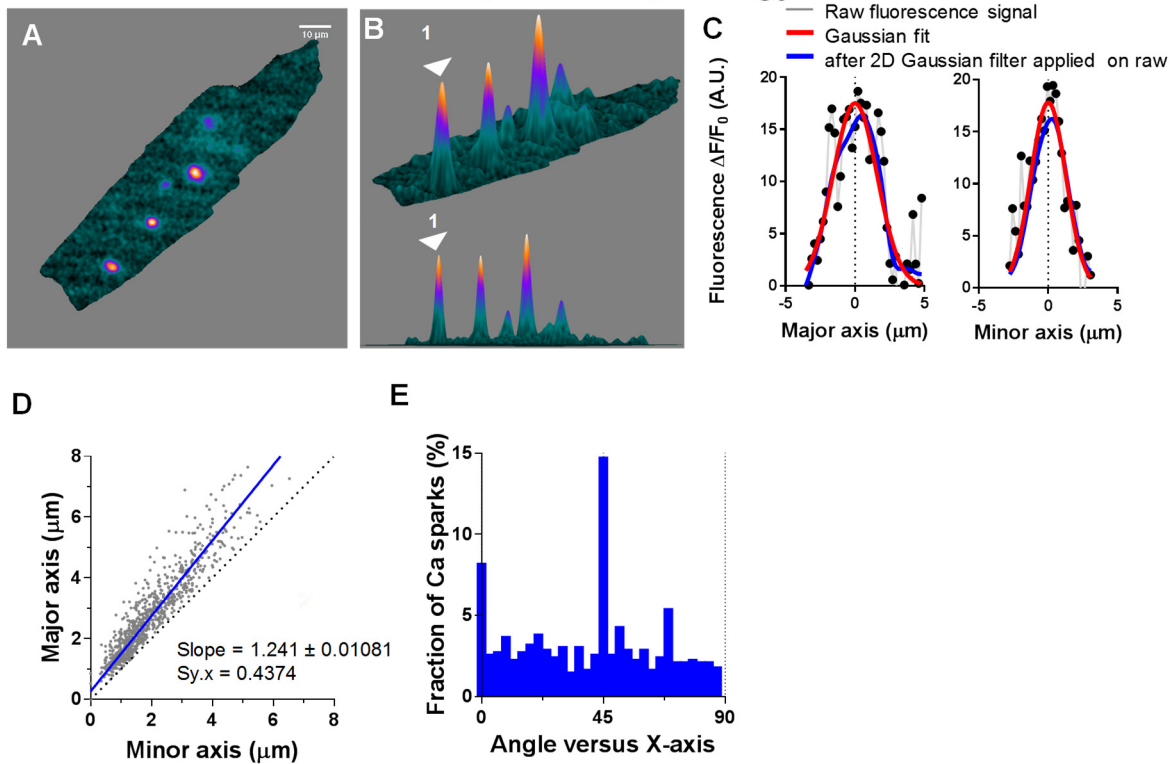 A
10 µm
B
1
1
C
Raw fluorescence signal
Gaussian fit
after 2D Gaussian filter applied on raw
Fluorescence ΔF/F0 (A.U.)
20
15
10
5
0
-5
0
5
Major axis (µm)
20
15
10
5
0
-5
0
5
Minor axis (µm)
D
Major axis (µm)
8
6
4
2
0
0
2
4
6
8
Slope = 1.241 ± 0.01081
Sy.x = 0.4374
Minor axis (µm)
E
Fraction of Ca sparks (%)
15
10
5
0
0
45
90
Angle versus X-axis